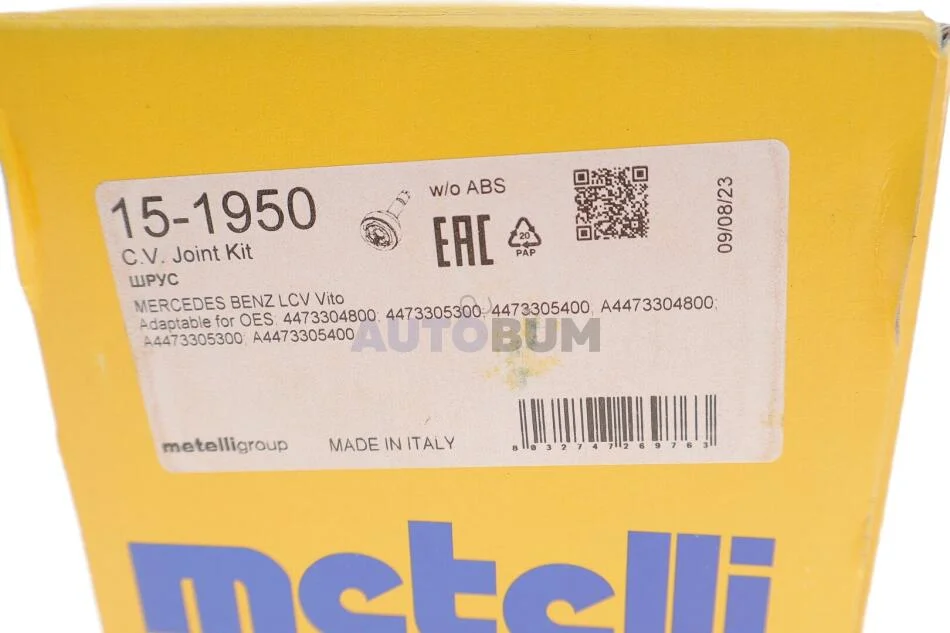 15-1950
w/o ABS
C.V. Joint Kit
ШРУС
EAC
20
PAP
09/08/23
MERCEDES BENZ LCV Vito
Adaptable for OES: 4473304800; 4473305300; 4473305400; A4473304800;
A4473305300; A4473305400
AUTOBUM
metelligroup
MADE IN ITALY
8032747269763
metelli